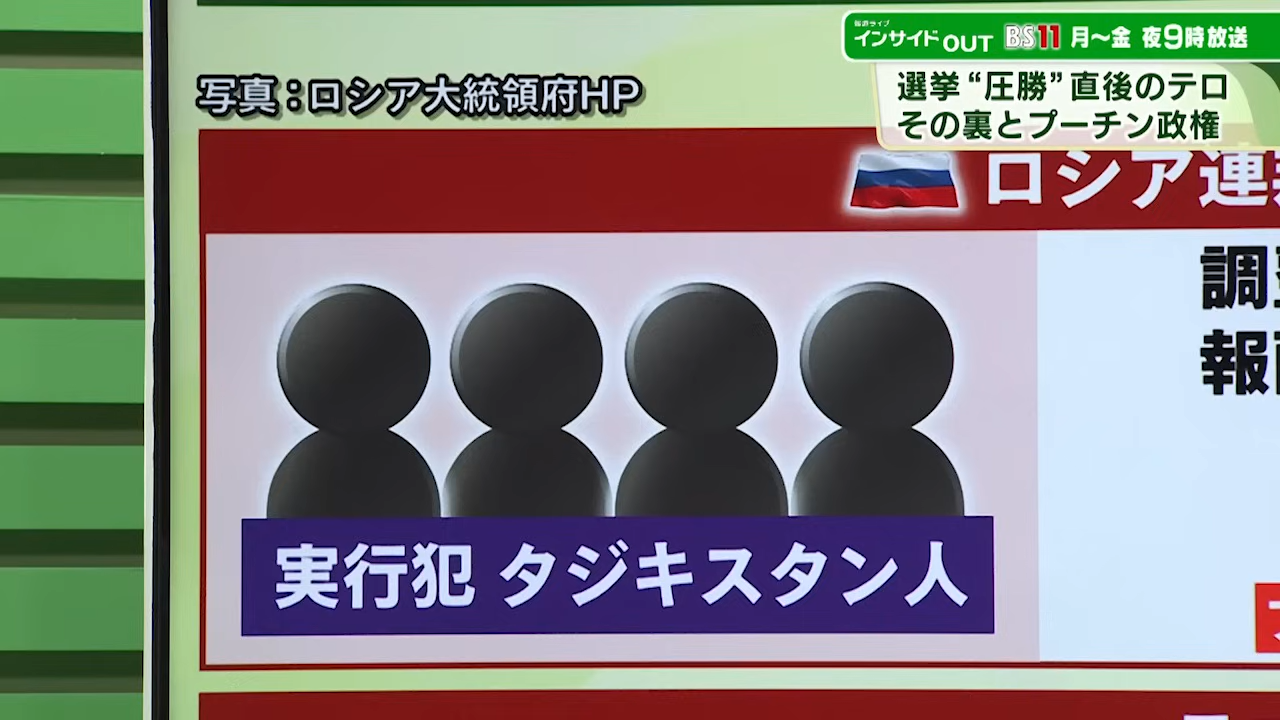 報道ライブ
インサイドOUT BS11 月～金 夜9時放送
選挙“圧勝”直後のテロ
その裏とプーチン政権
写真：ロシア大統領府HP
ロシア連邦
調
報
実行犯 タジキスタン人